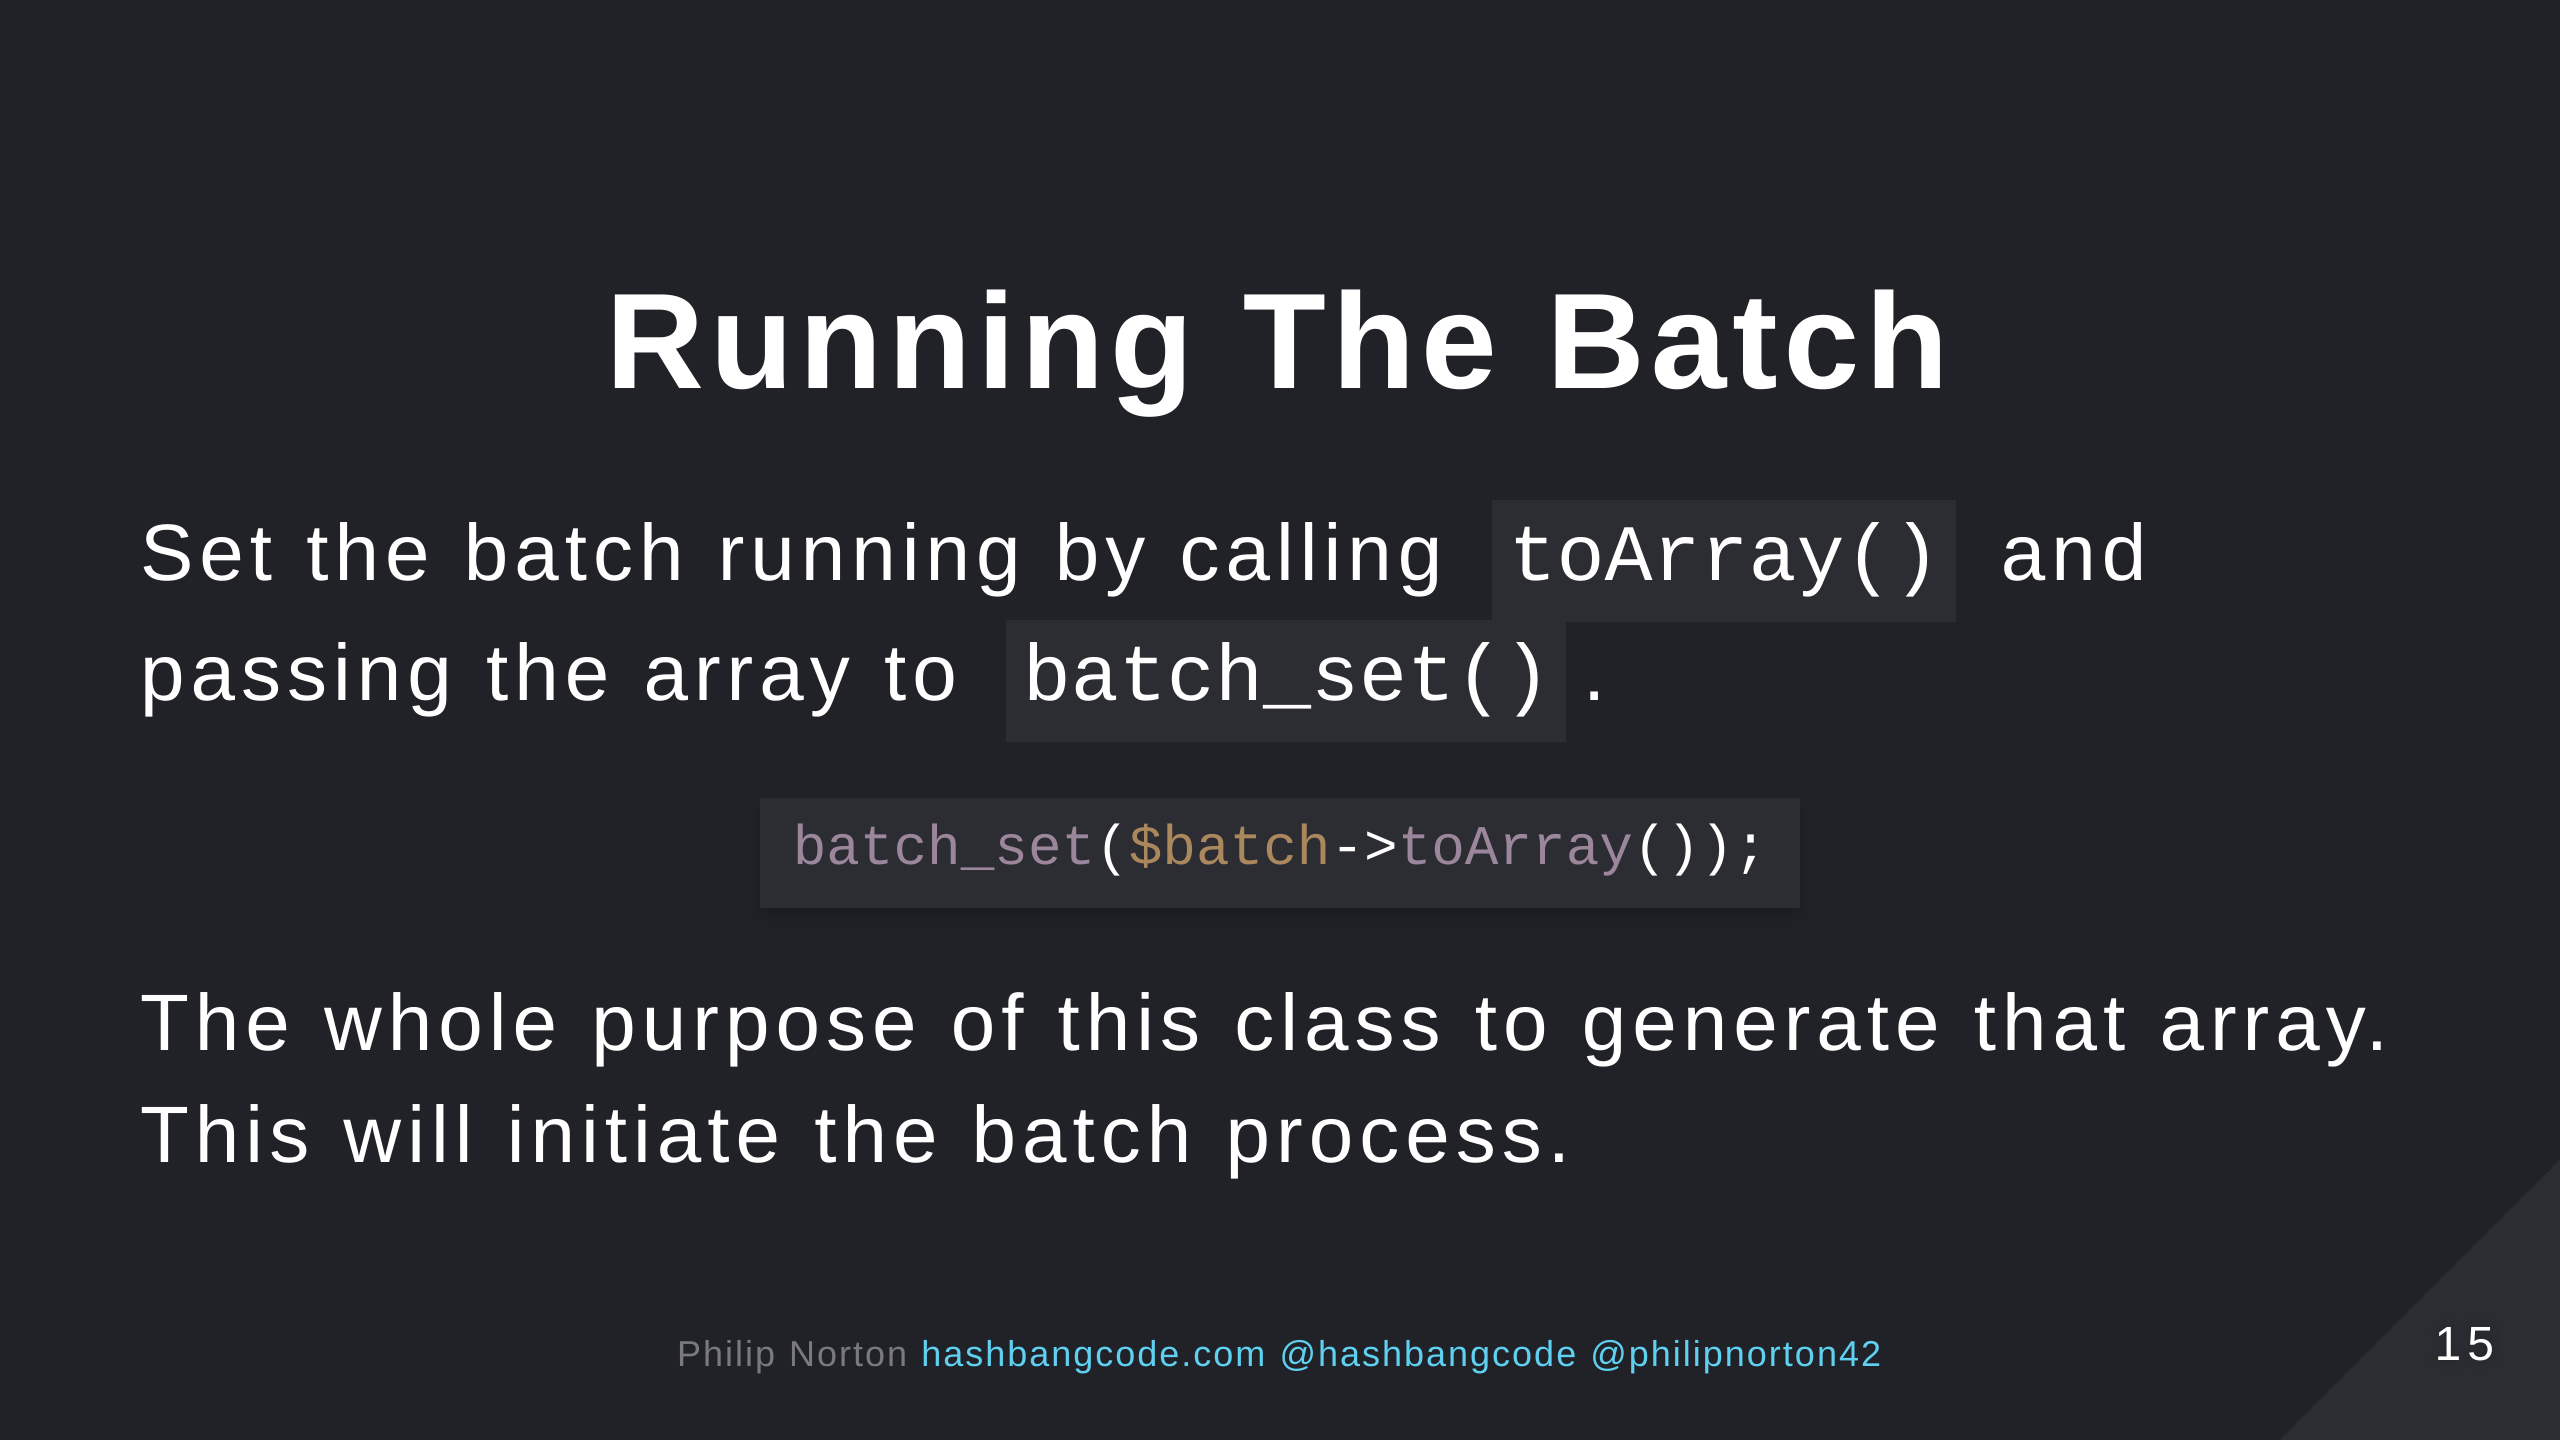 Running The Batch
Set the batch running by calling toArray() and
passing the array to batch_set().
batch_set($batch->toArray());
The whole purpose of this class to generate that array.
This will initiate the batch process.
Philip Norton hashbangcode.com @hashbangcode @philipnorton42
15